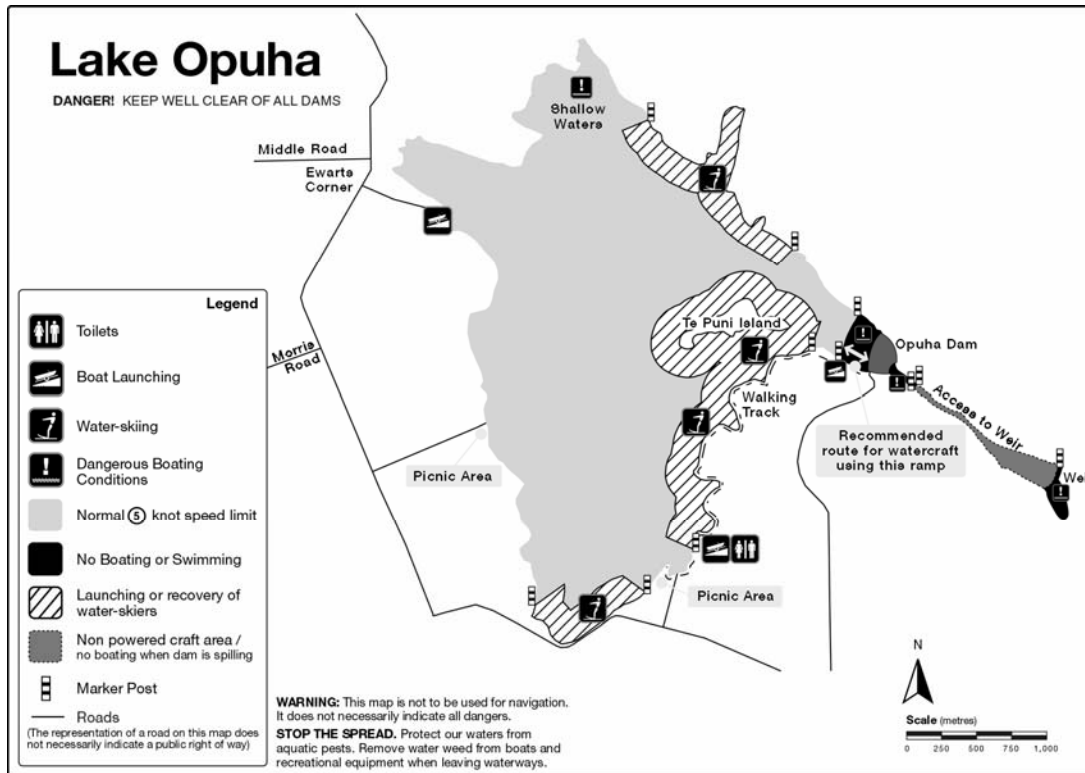 Lake Opuha
DANGER! KEEP WELL CLEAR OF ALL DAMS
Shallow
Waters
Middle Road
Ewarts
Corner
Te Puni Island
Opuha Dam
Morris
Road
Walking
Track
Access to Weir
Recommended
route for watercraft
using this ramp
Picnic Area
Picnic Area
Legend
Toilets
Boat Launching
Water-skiing
Dangerous Boating
Conditions
Normal 5 knot speed limit
No Boating or Swimming
Launching or recovery of
water-skiers
Non powered craft area /
no boating when dam is spilling
Marker Post
Roads
(The representation of a road on this map does
not necessarily indicate a public right of way)
WARNING: This map is not to be used for navigation.
It does not necessarily indicate all dangers.
STOP THE SPREAD. Protect our waters from
aquatic pests. Remove water weed from boats and
recreational equipment when leaving waterways.
N
Scale (metres)
0 250 500 750 1,000